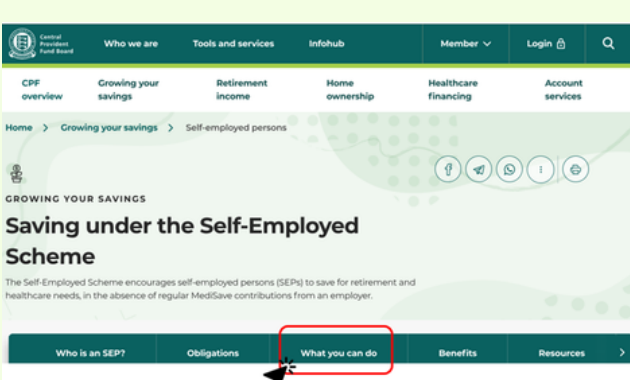 Central
Provident
Fund Board
Who we are
Tools and services
Infohub
Member
Login
CPF
overview
Growing your
savings
Retirement
income
Home
ownership
Healthcare
financing
Account
services
Home > Growing your savings > Self-employed persons
GROWING YOUR SAVINGS
Saving under the Self-Employed
Scheme
The Self-Employed Scheme encourages self-employed persons (SEPs) to save for retirement and
healthcare needs, in the absence of regular MediSave contributions from an employer.
Who is an SEP?
Obligations
What you can do
Benefits
Resources